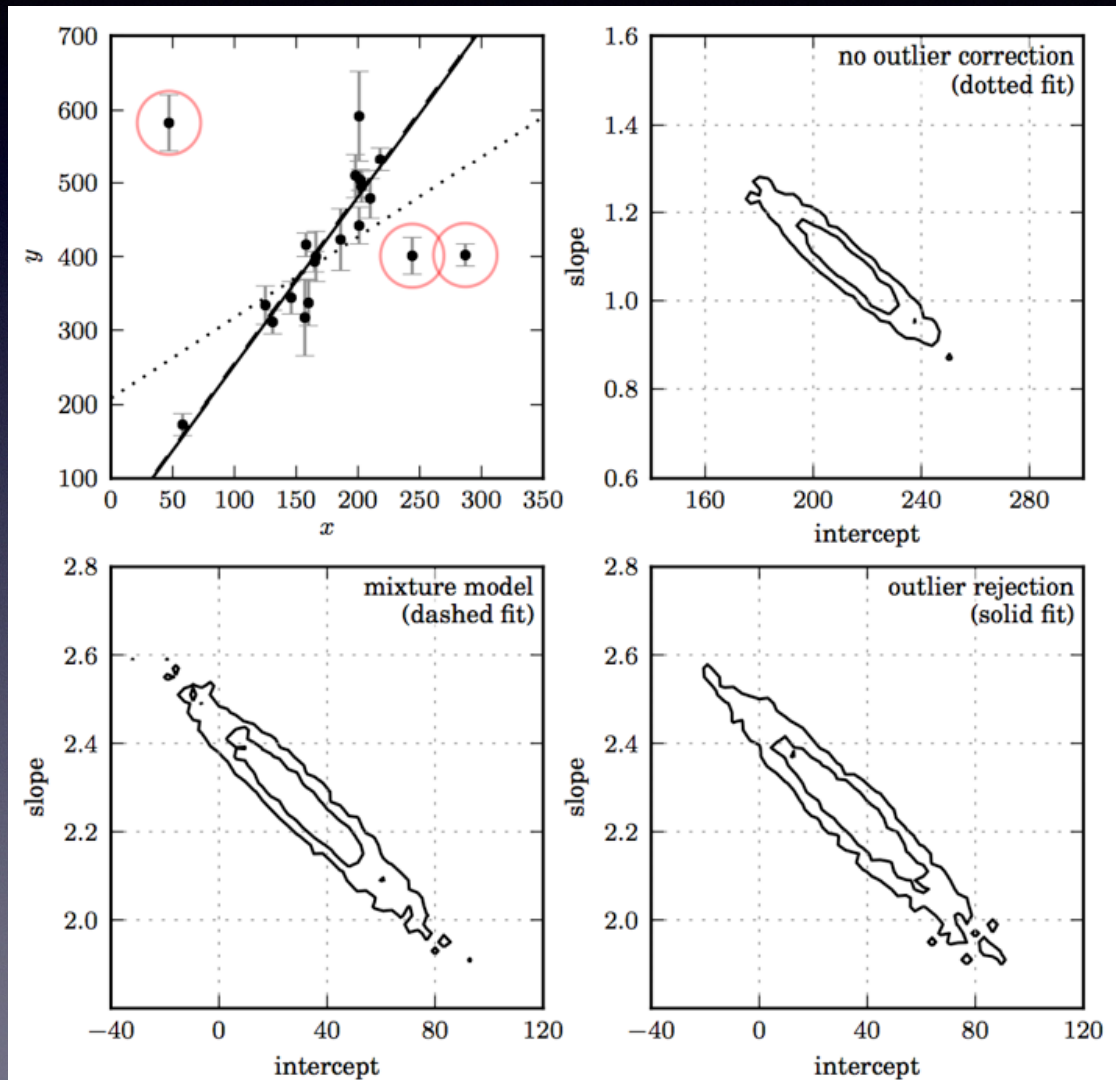 700
600
500
400
300
200
100
y
0 50 100 150 200 250 300 350
x
no outlier correction
(dotted fit)
1.6
1.4
1.2
1.0
0.8
0.6
slope
160 200 240 280
intercept
mixture model
(dashed fit)
2.8
2.6
2.4
2.2
2.0
slope
−40 0 40 80 120
intercept
outlier rejection
(solid fit)
2.8
2.6
2.4
2.2
2.0
slope
−40 0 40 80 120
intercept